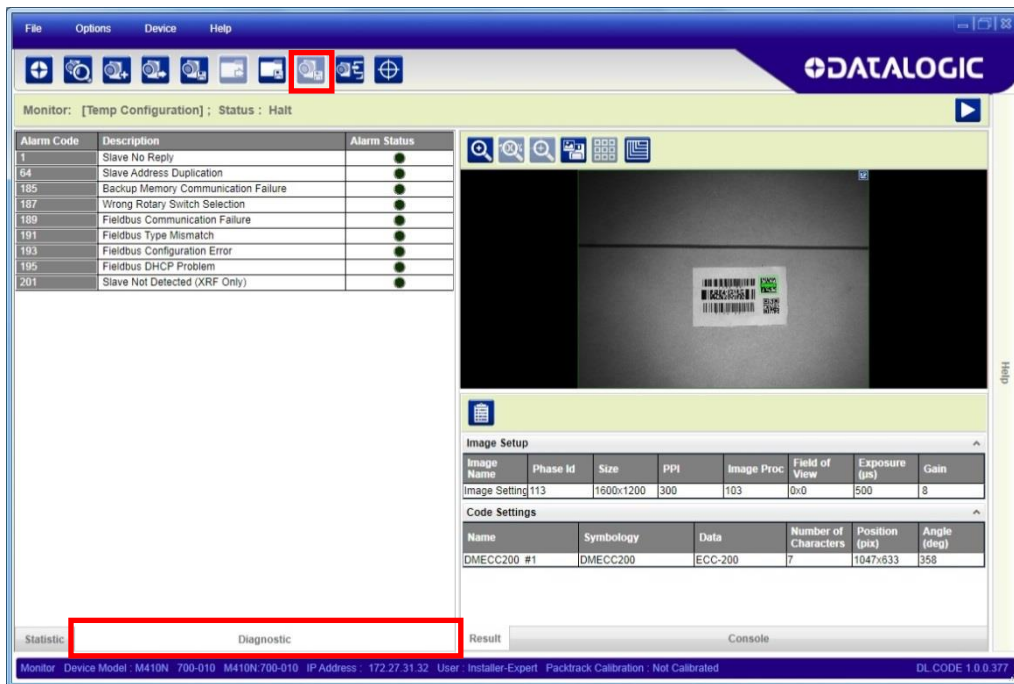 File Options Device Help
DATALOGIC
Monitor: [Temp Configuration] ; Status : Halt
Alarm Code Description Alarm Status
1 Slave No Reply
64 Slave Address Duplication
185 Backup Memory Communication Failure
187 Wrong Rotary Switch Selection
189 Fieldbus Communication Failure
191 Fieldbus Type Mismatch
193 Fieldbus Configuration Error
195 Fieldbus DHCP Problem
201 Slave Not Detected (XRF Only)
Help
Image Setup
Image Name Phase Id Size PPI Image Proc Field of View Exposure (µs) Gain
Image Setting 113 1600x1200 300 103 0x0 500 8
Code Settings
Name Symbology Data Number of Characters Position (pix) Angle (deg)
DMECC200 #1 DMECC200 ECC-200 7 1047x633 358
Statistic Diagnostic Result Console
Monitor Device Model : M410N 700-010 M410N:700-010 IP Address : 172.27.31.32 User : Installer-Expert Packtrack Calibration : Not Calibrated DL.CODE 1.0.0.377